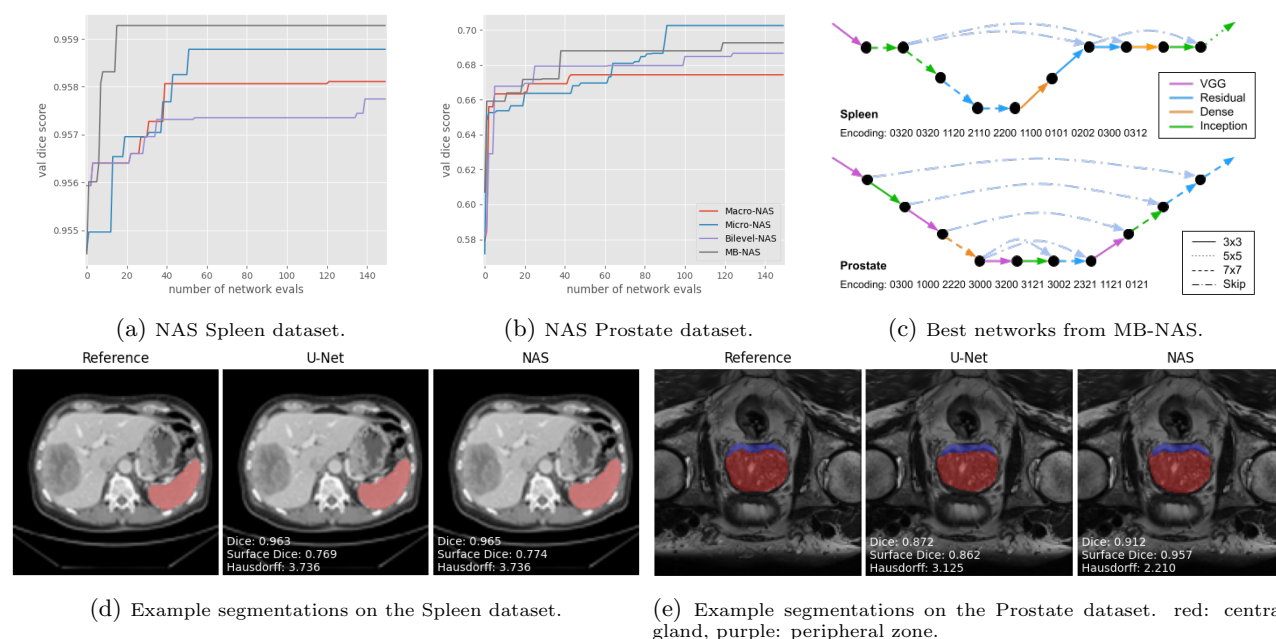 0.959
0.958
0.957
0.956
0.955
val dice score
0 20 40 60 80 100 120 140
number of network evals
(a) NAS Spleen dataset.
0.70
0.68
0.66
0.64
0.62
0.60
0.58
val dice score
Macro-NAS
Micro-NAS
Bilevel-NAS
MB-NAS
0 20 40 60 80 100 120 140
number of network evals
(b) NAS Prostate dataset.
VGG
Residual
Dense
Inception
Spleen
Encoding: 0320 0320 1120 2110 2200 1100 0101 0202 0300 0312
3x3
5x5
7x7
Skip
Prostate
Encoding: 0300 1000 2220 3000 3200 3121 3002 2321 1121 0121
(c) Best networks from MB-NAS.
Reference U-Net NAS
Dice: 0.963
Surface Dice: 0.769
Hausdorff: 3.736
Dice: 0.965
Surface Dice: 0.774
Hausdorff: 3.736
(d) Example segmentations on the Spleen dataset.
Reference U-Net NAS
Dice: 0.872
Surface Dice: 0.862
Hausdorff: 3.125
Dice: 0.912
Surface Dice: 0.957
Hausdorff: 2.210
(e) Example segmentations on the Prostate dataset. red: centra
gland, purple: peripheral zone.